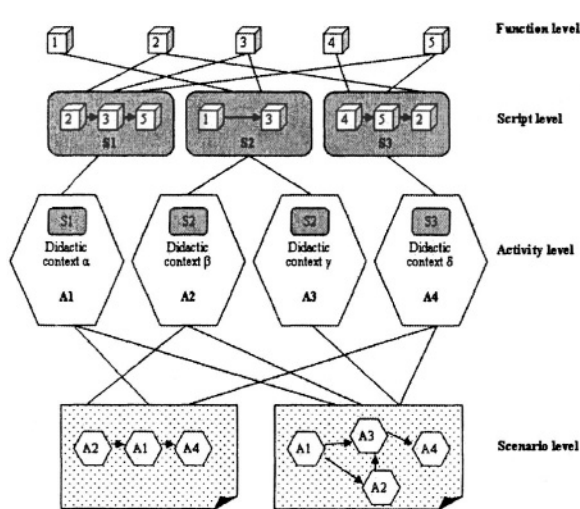 Function level
1 2 3 4 5
2 3 5 1 3 4 5 2
Script level
S1 S2 S3
S1 S2 S2 S3
Didactic Didactic Didactic Didactic
context α context β context γ context δ
Activity level
A1 A2 A3 A4
A2 A1 A4 A1 A3 A4
Scenario level
A2